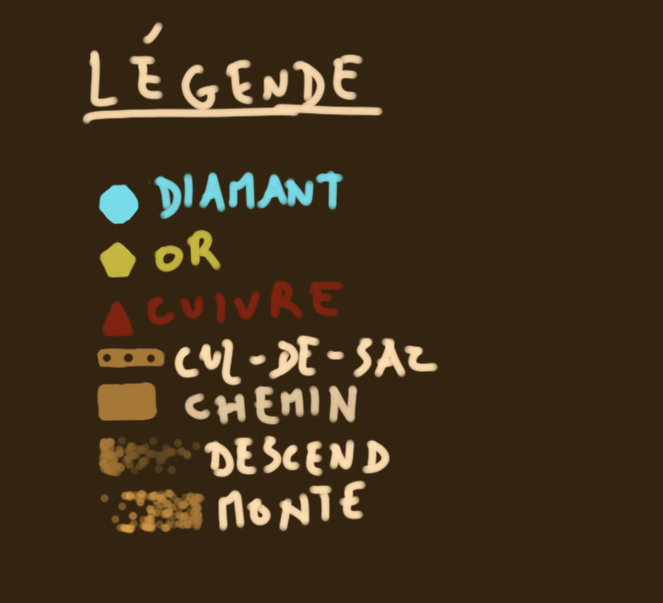 LÉGENDE
DIAMANT
OR
CUIVRE
CUL-DE-SAC
CHEMIN
DESCEND
MONTE